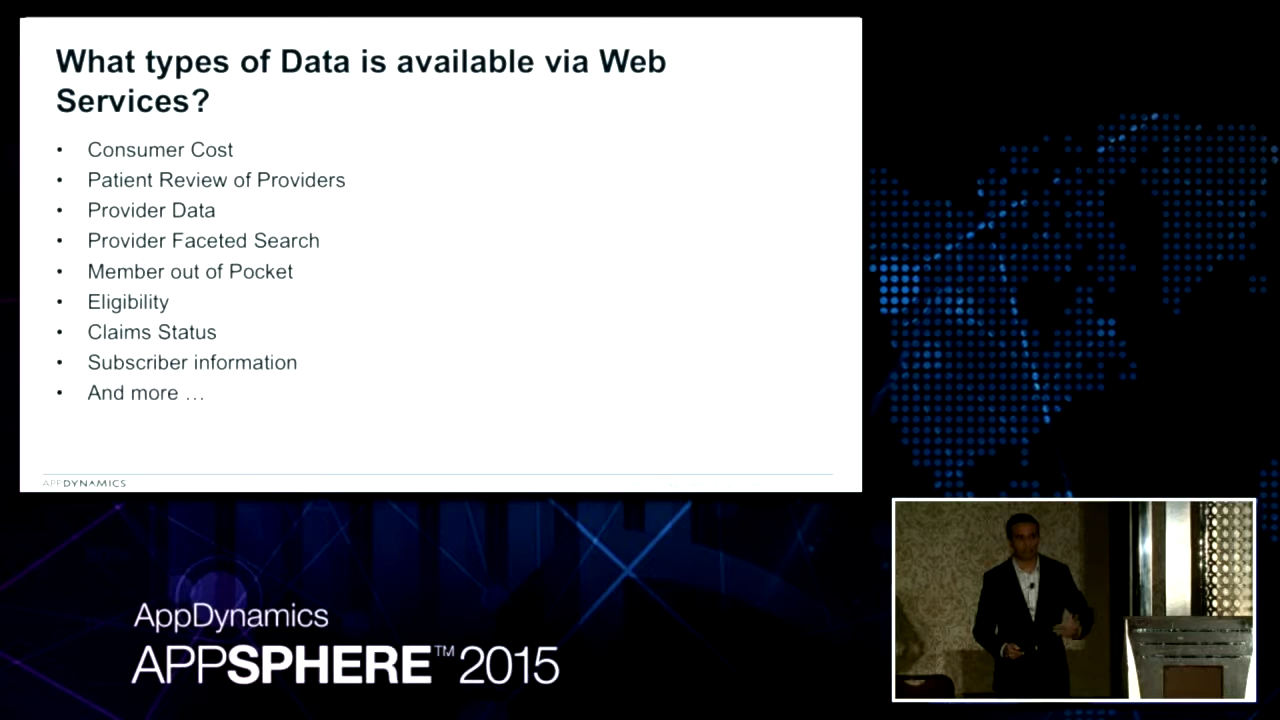 What types of Data is available via Web
Services?
• Consumer Cost
• Patient Review of Providers
• Provider Data
• Provider Faceted Search
• Member out of Pocket
• Eligibility
• Claims Status
• Subscriber information
• And more …
APPDYNAMICS
AppDynamics
APPSPHERE™ 2015